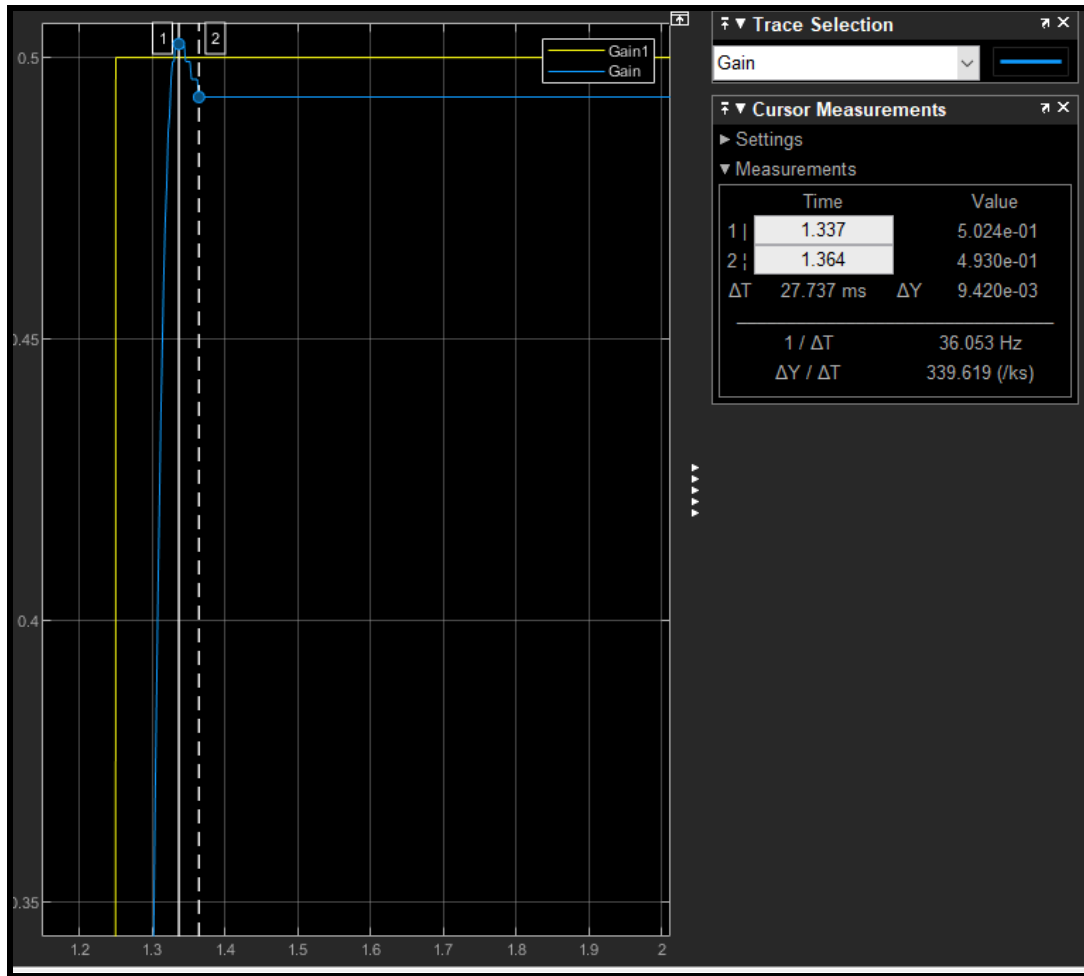 1
2
0.5
0.45
0.4
0.35
1.2 1.3 1.4 1.5 1.6 1.7 1.8 1.9 2
Gain1
Gain
Trace Selection
Gain
Cursor Measurements
Settings
Measurements
Time Value
1 | 1.337 5.024e-01
2 ¦ 1.364 4.930e-01
ΔT 27.737 ms ΔY 9.420e-03
1 / ΔT 36.053 Hz
ΔY / ΔT 339.619 (/ks)